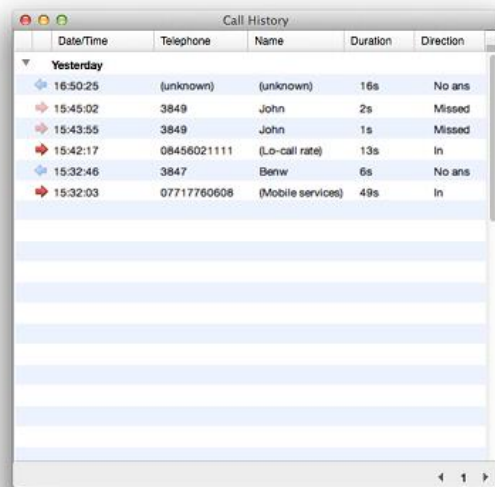 Call History
Date/Time Telephone Name Duration Direction
Yesterday
16:50:25 (unknown) (unknown) 16s No ans
15:45:02 3849 John 2s Missed
15:43:55 3849 John 1s Missed
15:42:17 08456021111 (Lo-call rate) 13s In
15:32:46 3847 Benw 6s No ans
15:32:03 07717760608 (Mobile services) 49s In
1